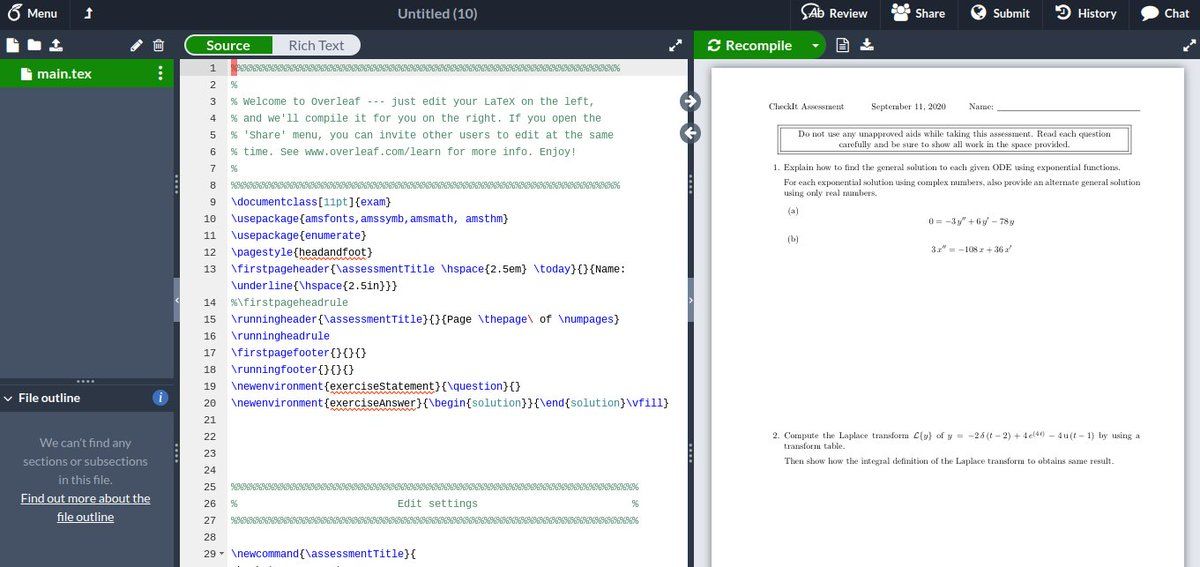 Menu
Untitled (10)
Review
Share
Submit
History
Chat
Source
Rich Text
Recompile
main.tex
1 %%%%%%%%%%%%%%%%%%%%%%%%%%%%%%%%%%%%%%%%%%%%%%%%%%%%%%%%%%%%%%%
2 %
3 % Welcome to Overleaf --- just edit your LaTeX on the left,
4 % and we'll compile it for you on the right. If you open the
5 % 'Share' menu, you can invite other users to edit at the same
6 % time. See www.overleaf.com/learn for more info. Enjoy!
7 %
8 %%%%%%%%%%%%%%%%%%%%%%%%%%%%%%%%%%%%%%%%%%%%%%%%%%%%%%%%%%%%%%%
9 \documentclass[11pt]{exam}
10 \usepackage{amsfonts,amssymb,amsmath, amsthm}
11 \usepackage{enumerate}
12 \pagestyle{headandfoot}
13 \firstpageheader{\assessmentTitle \hspace{2.5em} \today}{}{Name:
\underline{\hspace{2.5in}}}
14 %\firstpageheadrule
15 \runningheader{\assessmentTitle}{}{Page \thepage\ of \numpages}
16 \runningheadrule
17 \firstpagefooter{}{}{}
18 \runningfooter{}{}{}
19 \newenvironment{exerciseStatement}{\question}{}
20 \newenvironment{exerciseAnswer}{\begin{solution}}{\end{solution}\vfill}
21
22
23
24
25 %%%%%%%%%%%%%%%%%%%%%%%%%%%%%%%%%%%%%%%%%%%%%%%%%%%%%%%%%%%%%%%%%%
26 % Edit settings %
27 %%%%%%%%%%%%%%%%%%%%%%%%%%%%%%%%%%%%%%%%%%%%%%%%%%%%%%%%%%%%%%%%%%
28
29 \newcommand{\assessmentTitle}{
File outline
We can't find any
sections or subsections
in this file.
Find out more about the
file outline
CheckIt Assessment September 11, 2020 Name:
Do not use any unapproved aids while taking this assessment. Read each question
carefully and be sure to show all work in the space provided.
1. Explain how to find the general solution to each given ODE using exponential functions.
For each exponential solution using complex numbers, also provide an alternate general solution
using only real numbers.
(a)
0 = −3 y″ + 6 y′ − 78 y
(b)
3 x″ = −108 x + 36 x′
2. Compute the Laplace transform ℒ{y} of y = −2 δ (t − 2) + 4 e^(4t) − 4 u (t − 1) by using a
transform table.
Then show how the integral definition of the Laplace transform to obtains same result.